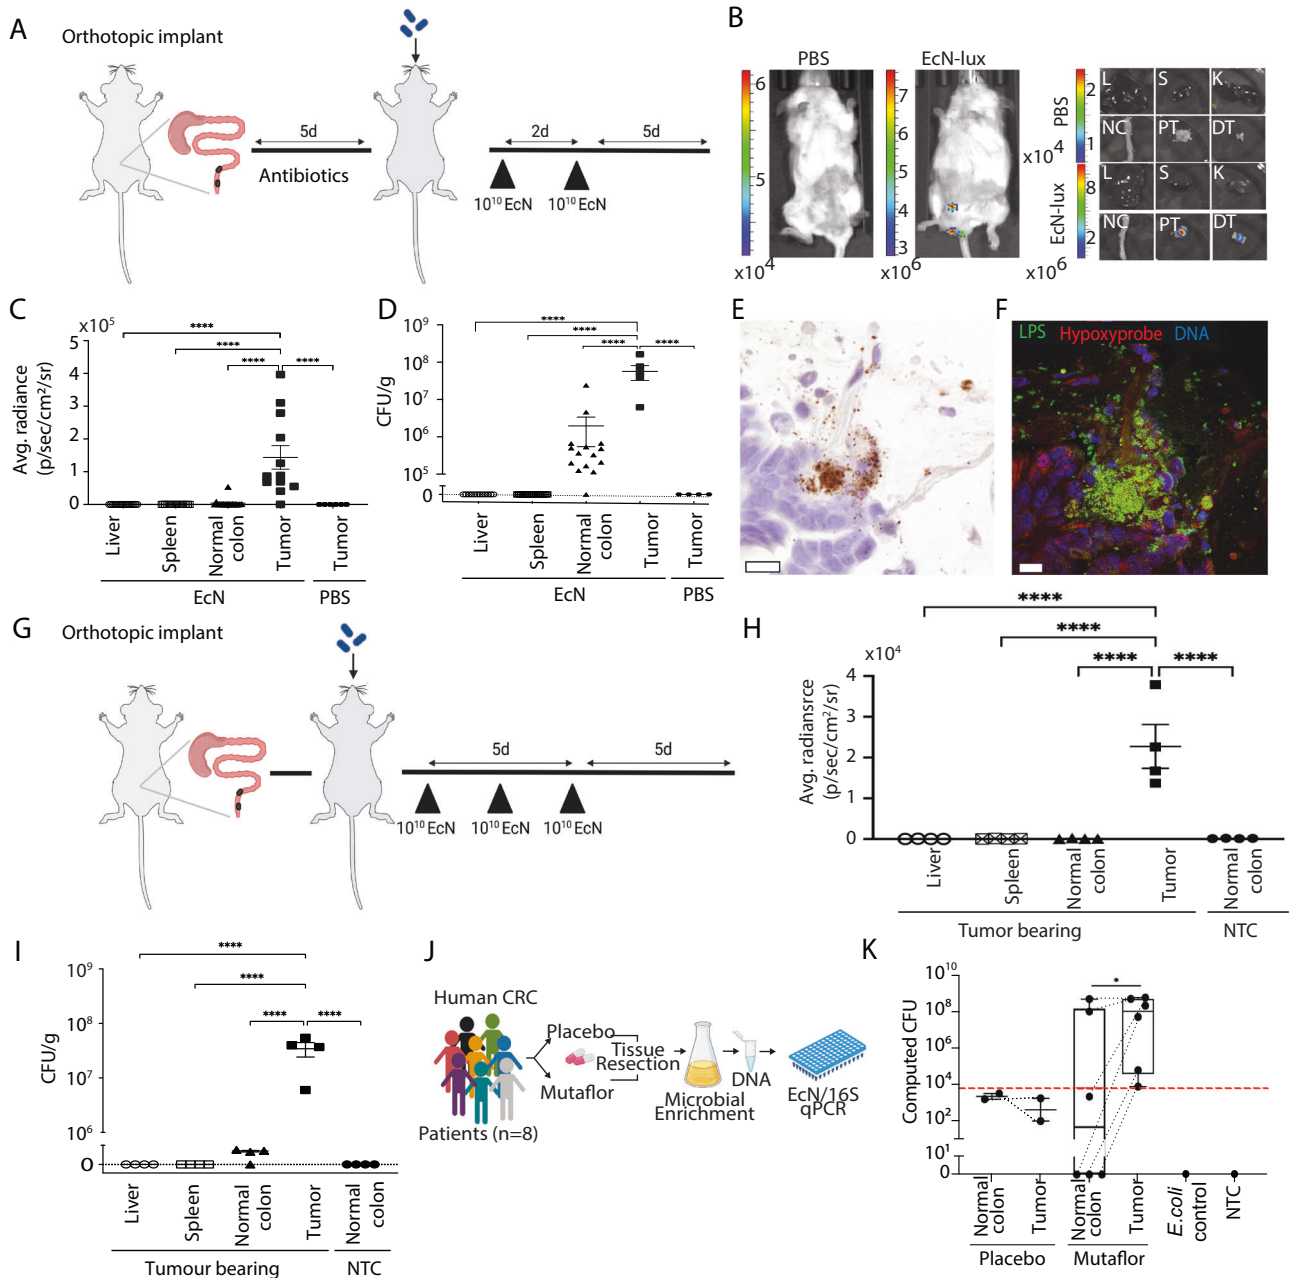 A
Orthotopic implant
5d
Antibiotics
2d
5d
10¹⁰ EcN
10¹⁰ EcN
B
PBS
EcN-lux
6
5
x10⁴
7
6
5
4
3
x10⁶
PBS
2
1
x10⁴
EcN-lux
8
2
x10⁶
L
S
K
NC
PT
DT
L
S
K
NC
PT
DT
C
x10⁵
Avg. radiance
(p/sec/cm²/sr)
5
4
3
2
1
0
****
****
****
****
Liver
Spleen
Normal
colon
Tumor
Tumor
EcN
PBS
D
CFU/g
10⁹
10⁸
10⁷
10⁶
10⁵
0
****
****
****
****
Liver
Spleen
Normal
colon
Tumor
Tumor
EcN
PBS
E
F
LPS
Hypoxyprobe
DNA
G
Orthotopic implant
5d
5d
10¹⁰ EcN
10¹⁰ EcN
10¹⁰ EcN
H
x10⁴
Avg. radiansrce
(p/sec/cm²/sr)
4
3
2
1
0
****
****
****
****
Liver
Spleen
Normal
colon
Tumor
Normal
colon
Tumor bearing
NTC
I
CFU/g
10⁹
10⁸
10⁷
10⁶
0
****
****
****
****
Liver
Spleen
Normal
colon
Tumor
Normal
colon
Tumour bearing
NTC
J
Human CRC
Patients (n=8)
Placebo
Mutaflor
Tissue
Resection
Microbial
Enrichment
DNA
EcN/16S
qPCR
K
Computed CFU
10¹⁰
10⁸
10⁶
10⁴
10²
10¹
0
*
Normal
colon
Tumor
Normal
colon
Tumor
E.coli
control
NTC
Placebo
Mutaflor